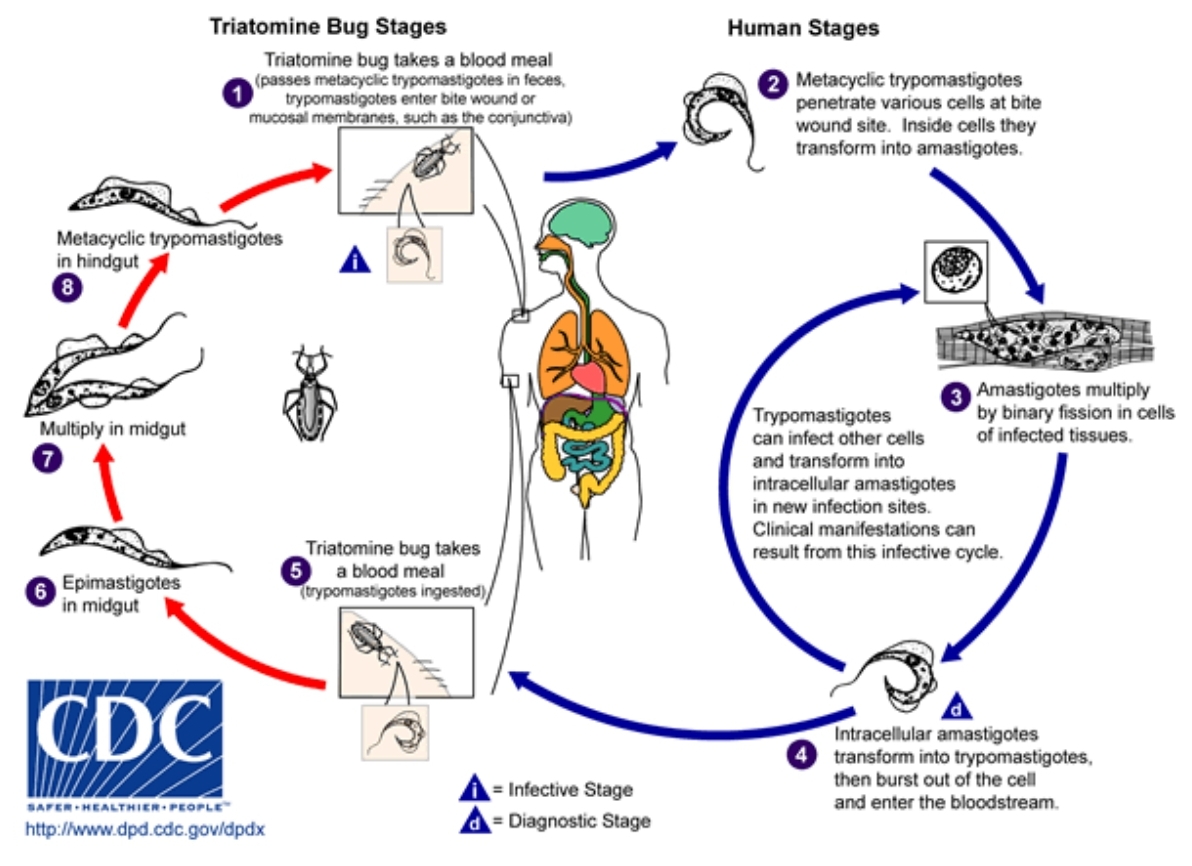 Triatomine Bug Stages
Human Stages
1
Triatomine bug takes a blood meal
(passes metacyclic trypomastigotes in feces,
trypomastigotes enter bite wound or
mucosal membranes, such as the conjunctiva)
i
2
Metacyclic trypomastigotes
penetrate various cells at bite
wound site. Inside cells they
transform into amastigotes.
3
Amastigotes multiply
by binary fission in cells
of infected tissues.
Trypomastigotes
can infect other cells
and transform into
intracellular amastigotes
in new infection sites.
Clinical manifestations can
result from this infective cycle.
d
4
Intracellular amastigotes
transform into trypomastigotes,
then burst out of the cell
and enter the bloodstream.
5
Triatomine bug takes
a blood meal
(trypomastigotes ingested)
6
Epimastigotes
in midgut
Multiply in midgut
7
Metacyclic trypomastigotes
in hindgut
8
i = Infective Stage
d = Diagnostic Stage
CDC
SAFER•HEALTHIER•PEOPLE™
http://www.dpd.cdc.gov/dpdx